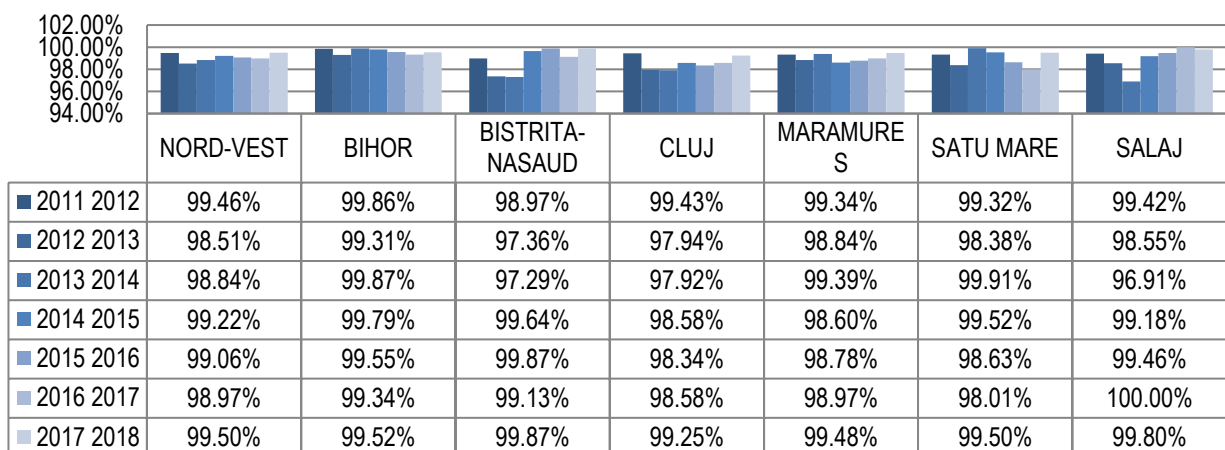 102.00%
100.00%
98.00%
96.00%
94.00%
NORD-VEST BIHOR BISTRITA- CLUJ MARAMURE SATU MARE SALAJ
NASAUD S
2011 2012 99.46% 99.86% 98.97% 99.43% 99.34% 99.32% 99.42%
2012 2013 98.51% 99.31% 97.36% 97.94% 98.84% 98.38% 98.55%
2013 2014 98.84% 99.87% 97.29% 97.92% 99.39% 99.91% 96.91%
2014 2015 99.22% 99.79% 99.64% 98.58% 98.60% 99.52% 99.18%
2015 2016 99.06% 99.55% 99.87% 98.34% 98.78% 98.63% 99.46%
2016 2017 98.97% 99.34% 99.13% 98.58% 98.97% 98.01% 100.00%
2017 2018 99.50% 99.52% 99.87% 99.25% 99.48% 99.50% 99.80%